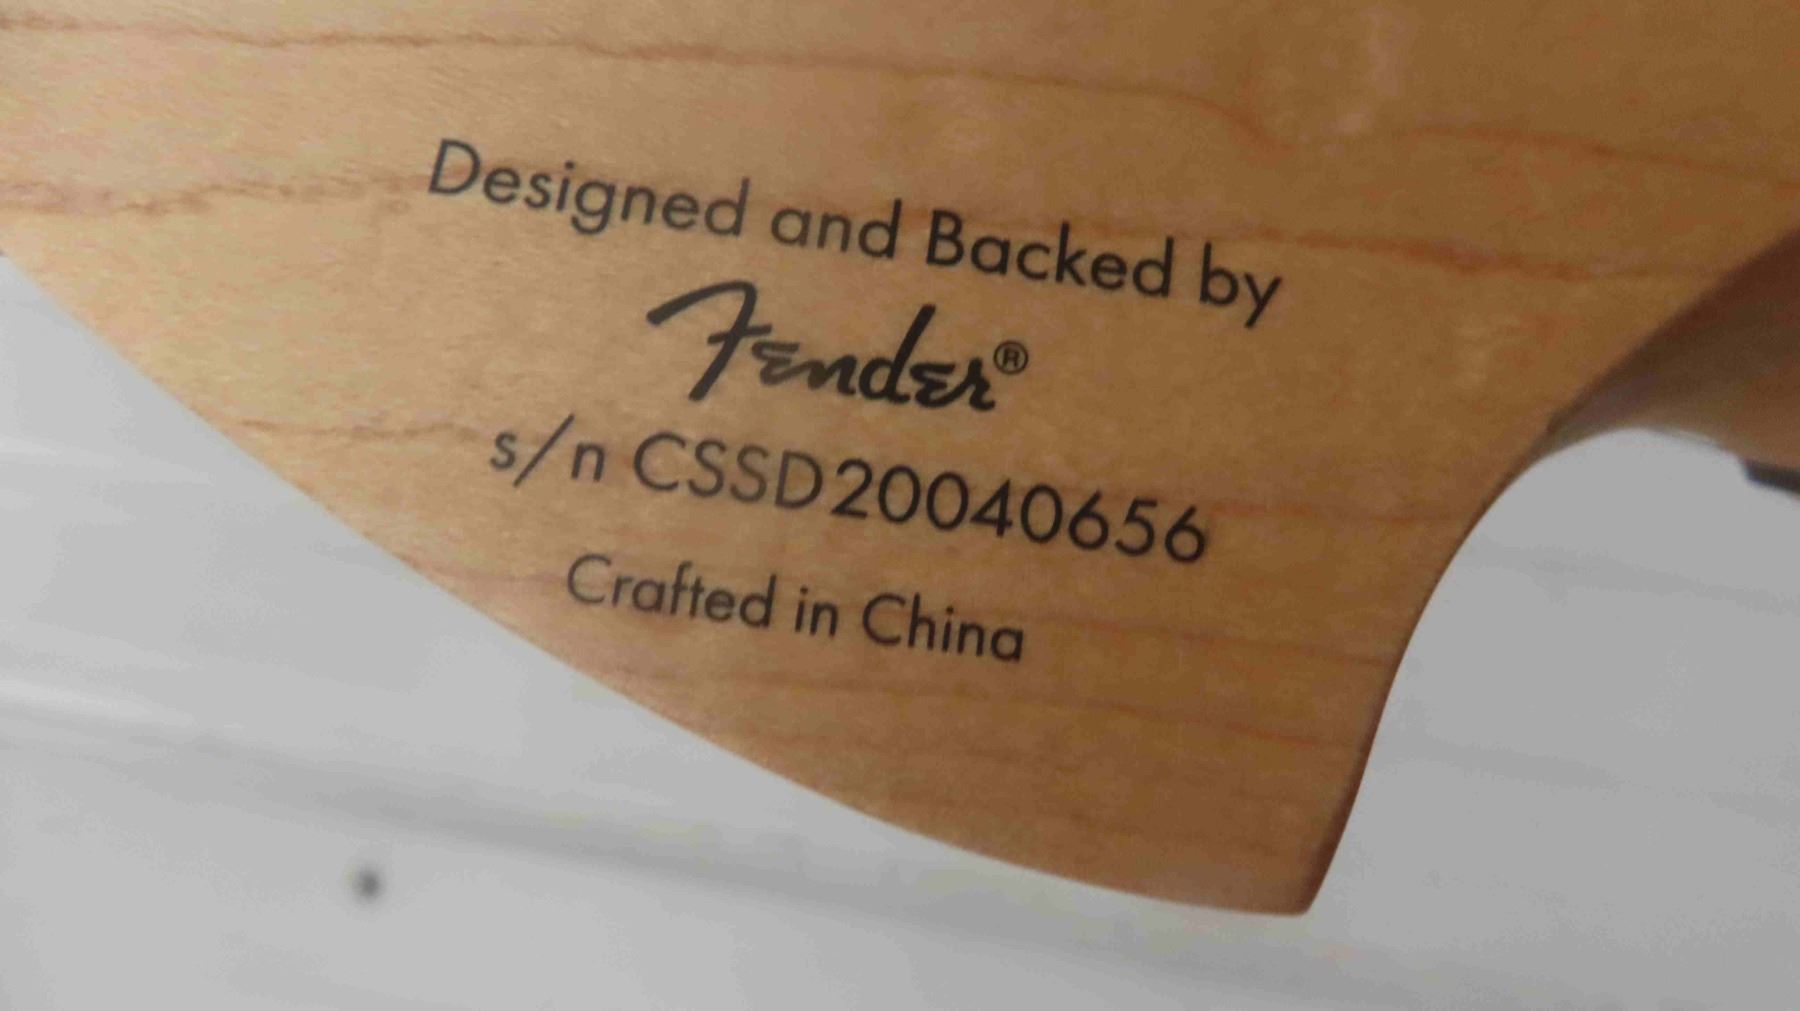 Designed and Backed by
Fender®
s/n CSSD20040656
Crafted in China